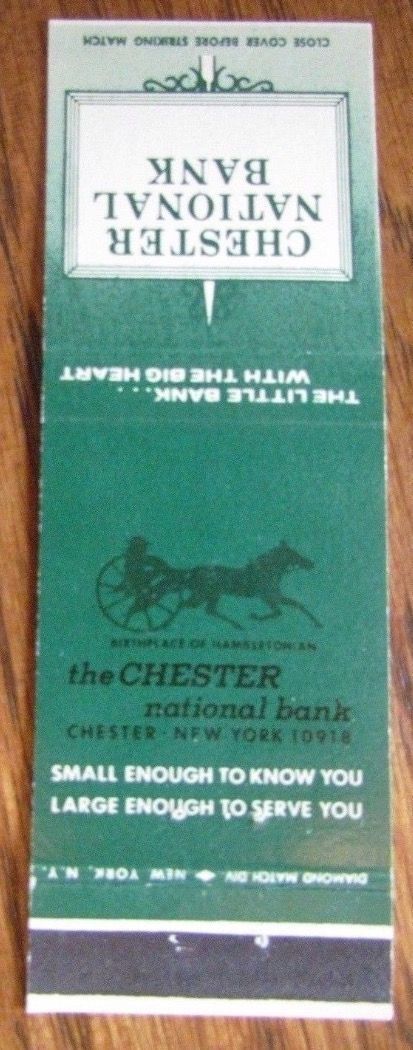 CLOSE COVER BEFORE STRIKING MATCH
CHESTER
NATIONAL
BANK
THE LITTLE BANK...
WITH THE BIG HEART
BIRTHPLACE OF HAMBLETONIAN
the CHESTER
national bank
CHESTER · NEW YORK 10918
SMALL ENOUGH TO KNOW YOU
LARGE ENOUGH TO SERVE YOU
DIAMOND MATCH DIV ◆ NEW YORK, N.Y.